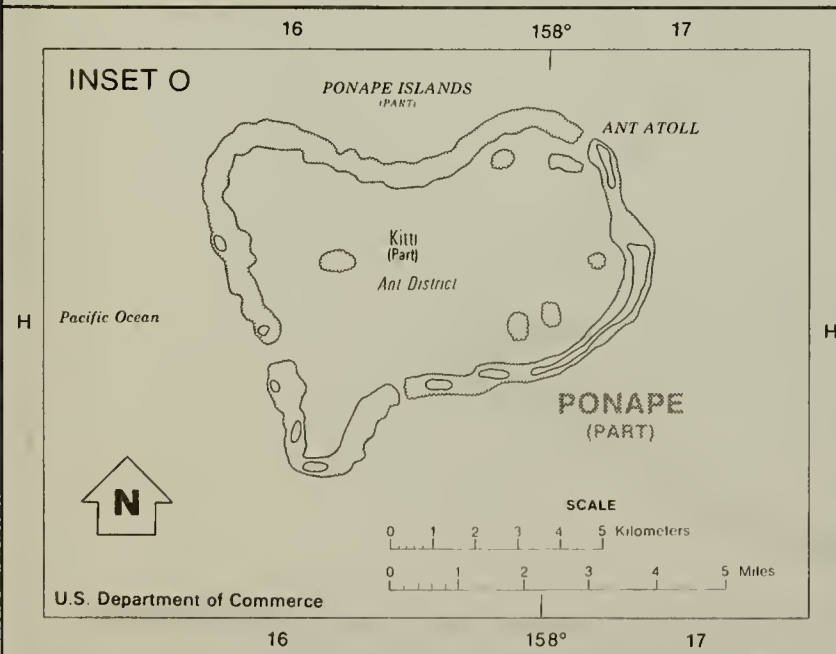 16 158° 17
INSET O
PONAPE ISLANDS
(PART)
ANT ATOLL
Kitti
(Part)
Ant District
H Pacific Ocean H
PONAPE
(PART)
N
SCALE
0 1 2 3 4 5 Kilometers
0 1 2 3 4 5 Miles
U.S. Department of Commerce
16 158° 17